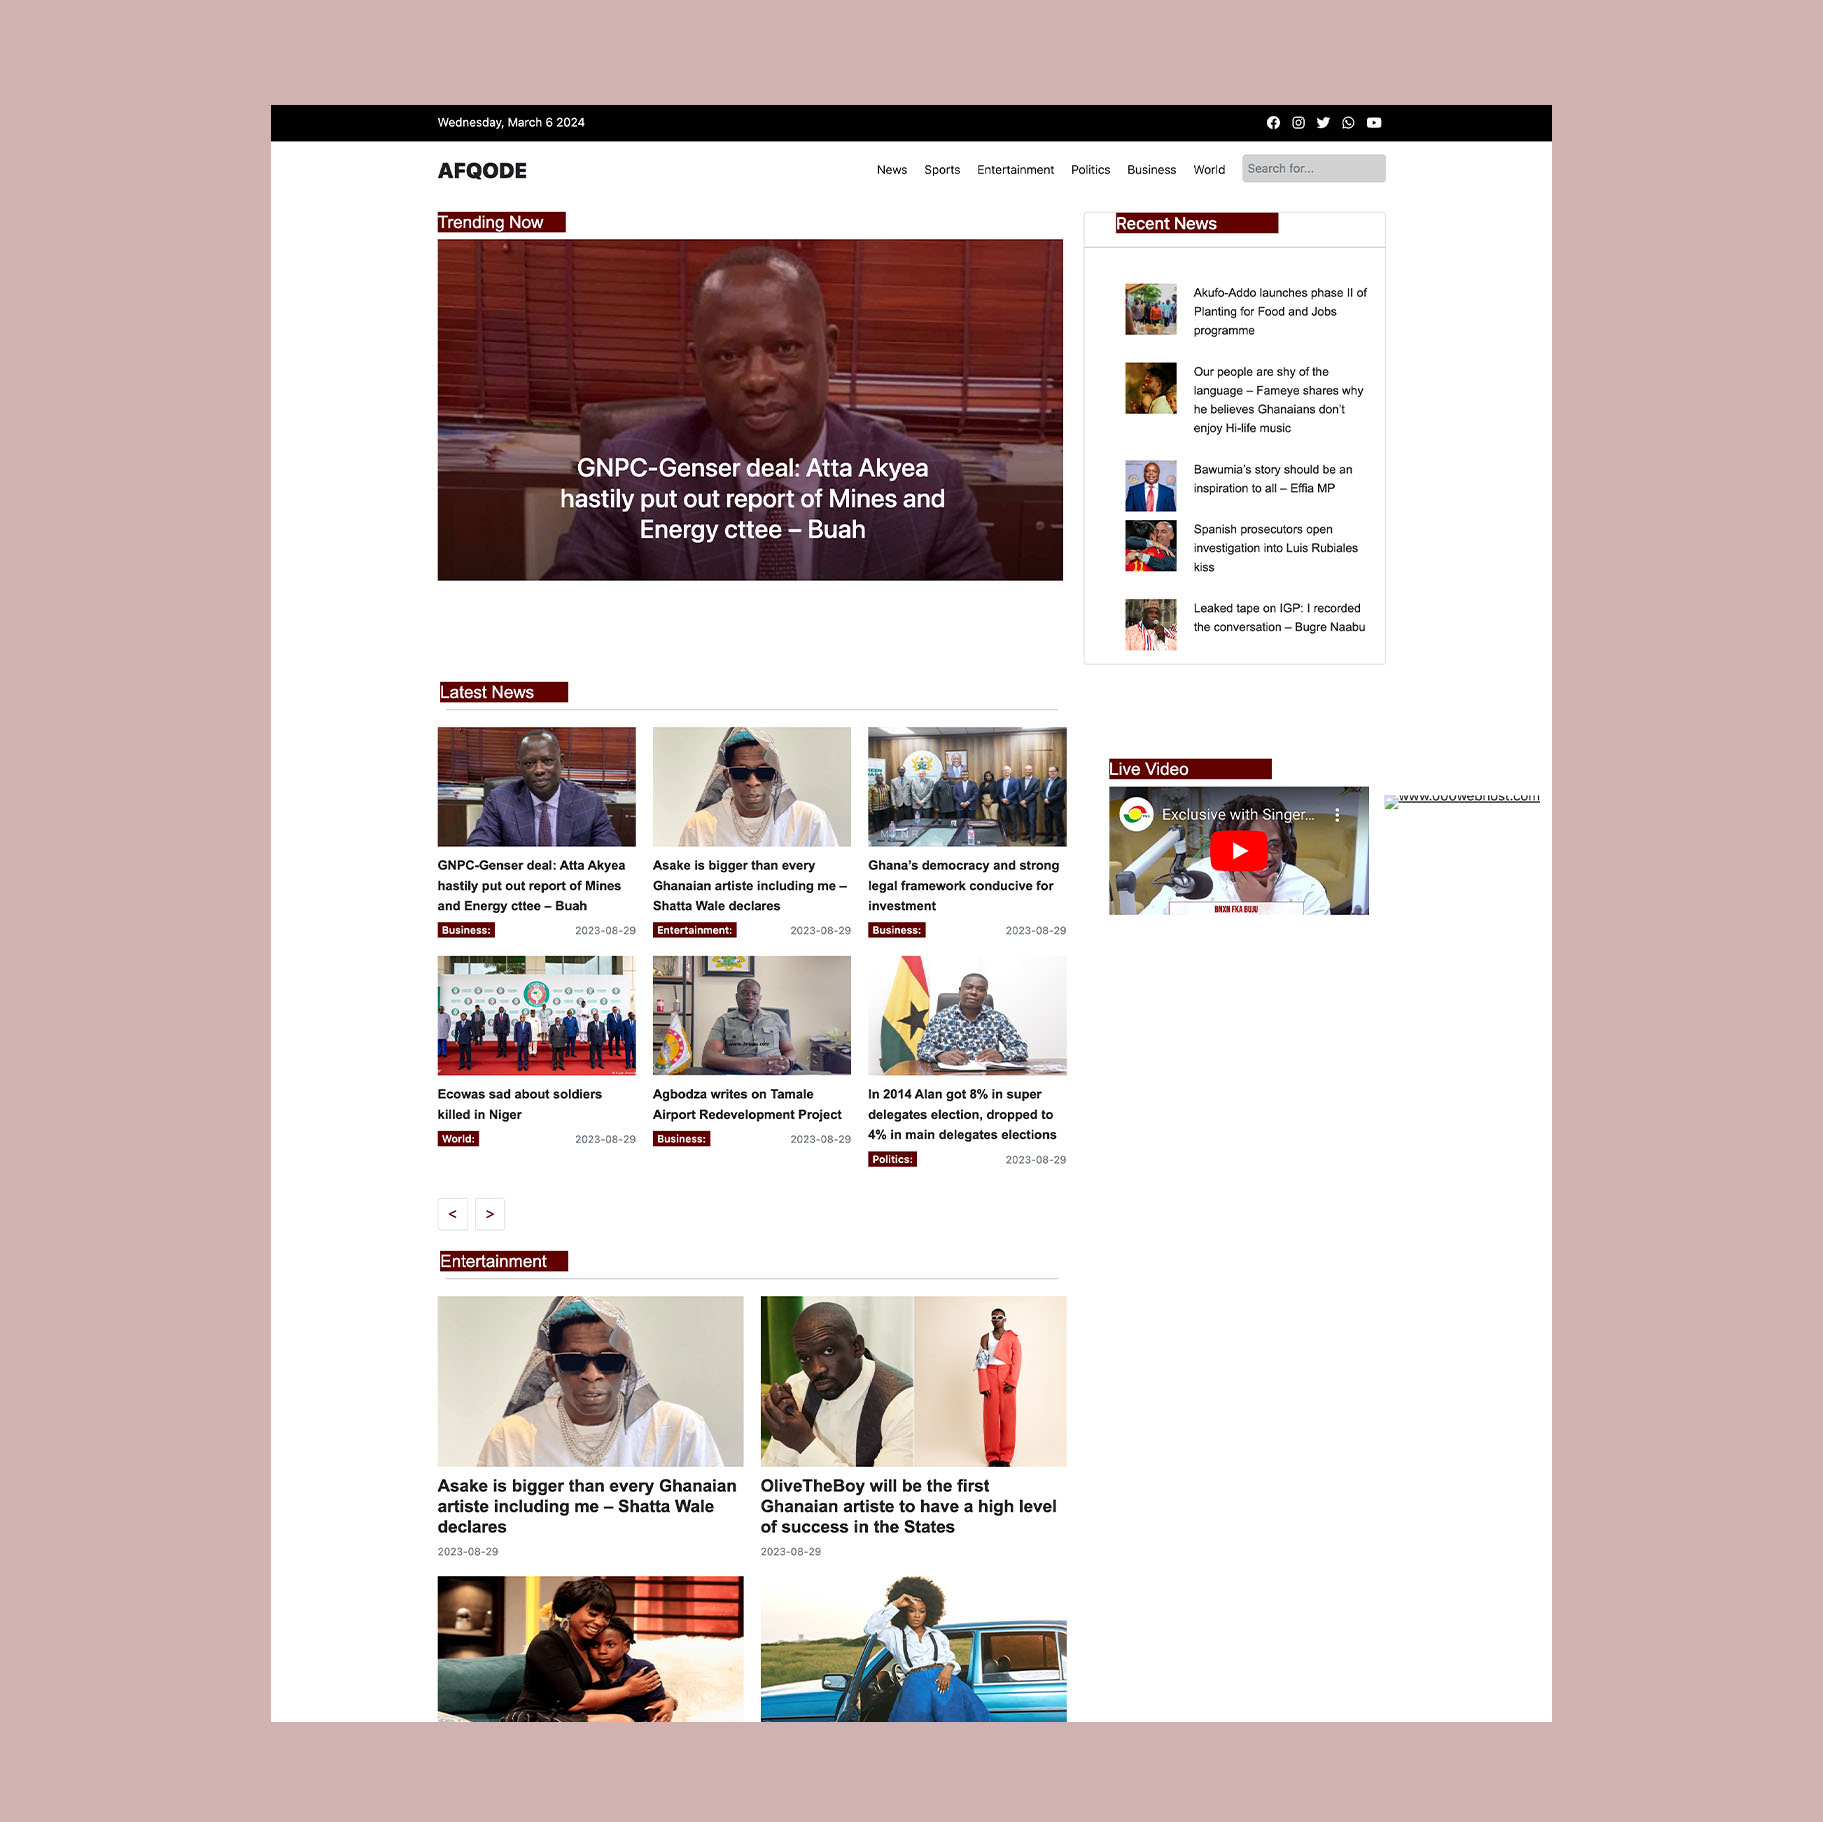 Wednesday, March 6 2024
AFQODE
News Sports Entertainment Politics Business World Search for...
Trending Now
GNPC-Genser deal: Atta Akyea
hastily put out report of Mines and
Energy cttee – Buah
Recent News
Akufo-Addo launches phase II of
Planting for Food and Jobs
programme
Our people are shy of the
language – Fameye shares why
he believes Ghanaians don't
enjoy Hi-life music
Bawumia's story should be an
inspiration to all – Effia MP
Spanish prosecutors open
investigation into Luis Rubiales
kiss
Leaked tape on IGP: I recorded
the conversation – Bugre Naabu
Latest News
GNPC-Genser deal: Atta Akyea
hastily put out report of Mines
and Energy cttee – Buah
Business: 2023-08-29
Asake is bigger than every
Ghanaian artiste including me –
Shatta Wale declares
Entertainment: 2023-08-29
Ghana's democracy and strong
legal framework conducive for
investment
Business: 2023-08-29
Ecowas sad about soldiers
killed in Niger
World: 2023-08-29
Agbodza writes on Tamale
Airport Redevelopment Project
Business: 2023-08-29
In 2014 Alan got 8% in super
delegates election, dropped to
4% in main delegates elections
Politics: 2023-08-29
< >
Live Video
Exclusive with Singer...
BNXN FKA BUJU
www.000webhost.com
Entertainment
Asake is bigger than every Ghanaian
artiste including me – Shatta Wale
declares
2023-08-29
OliveTheBoy will be the first
Ghanaian artiste to have a high level
of success in the States
2023-08-29